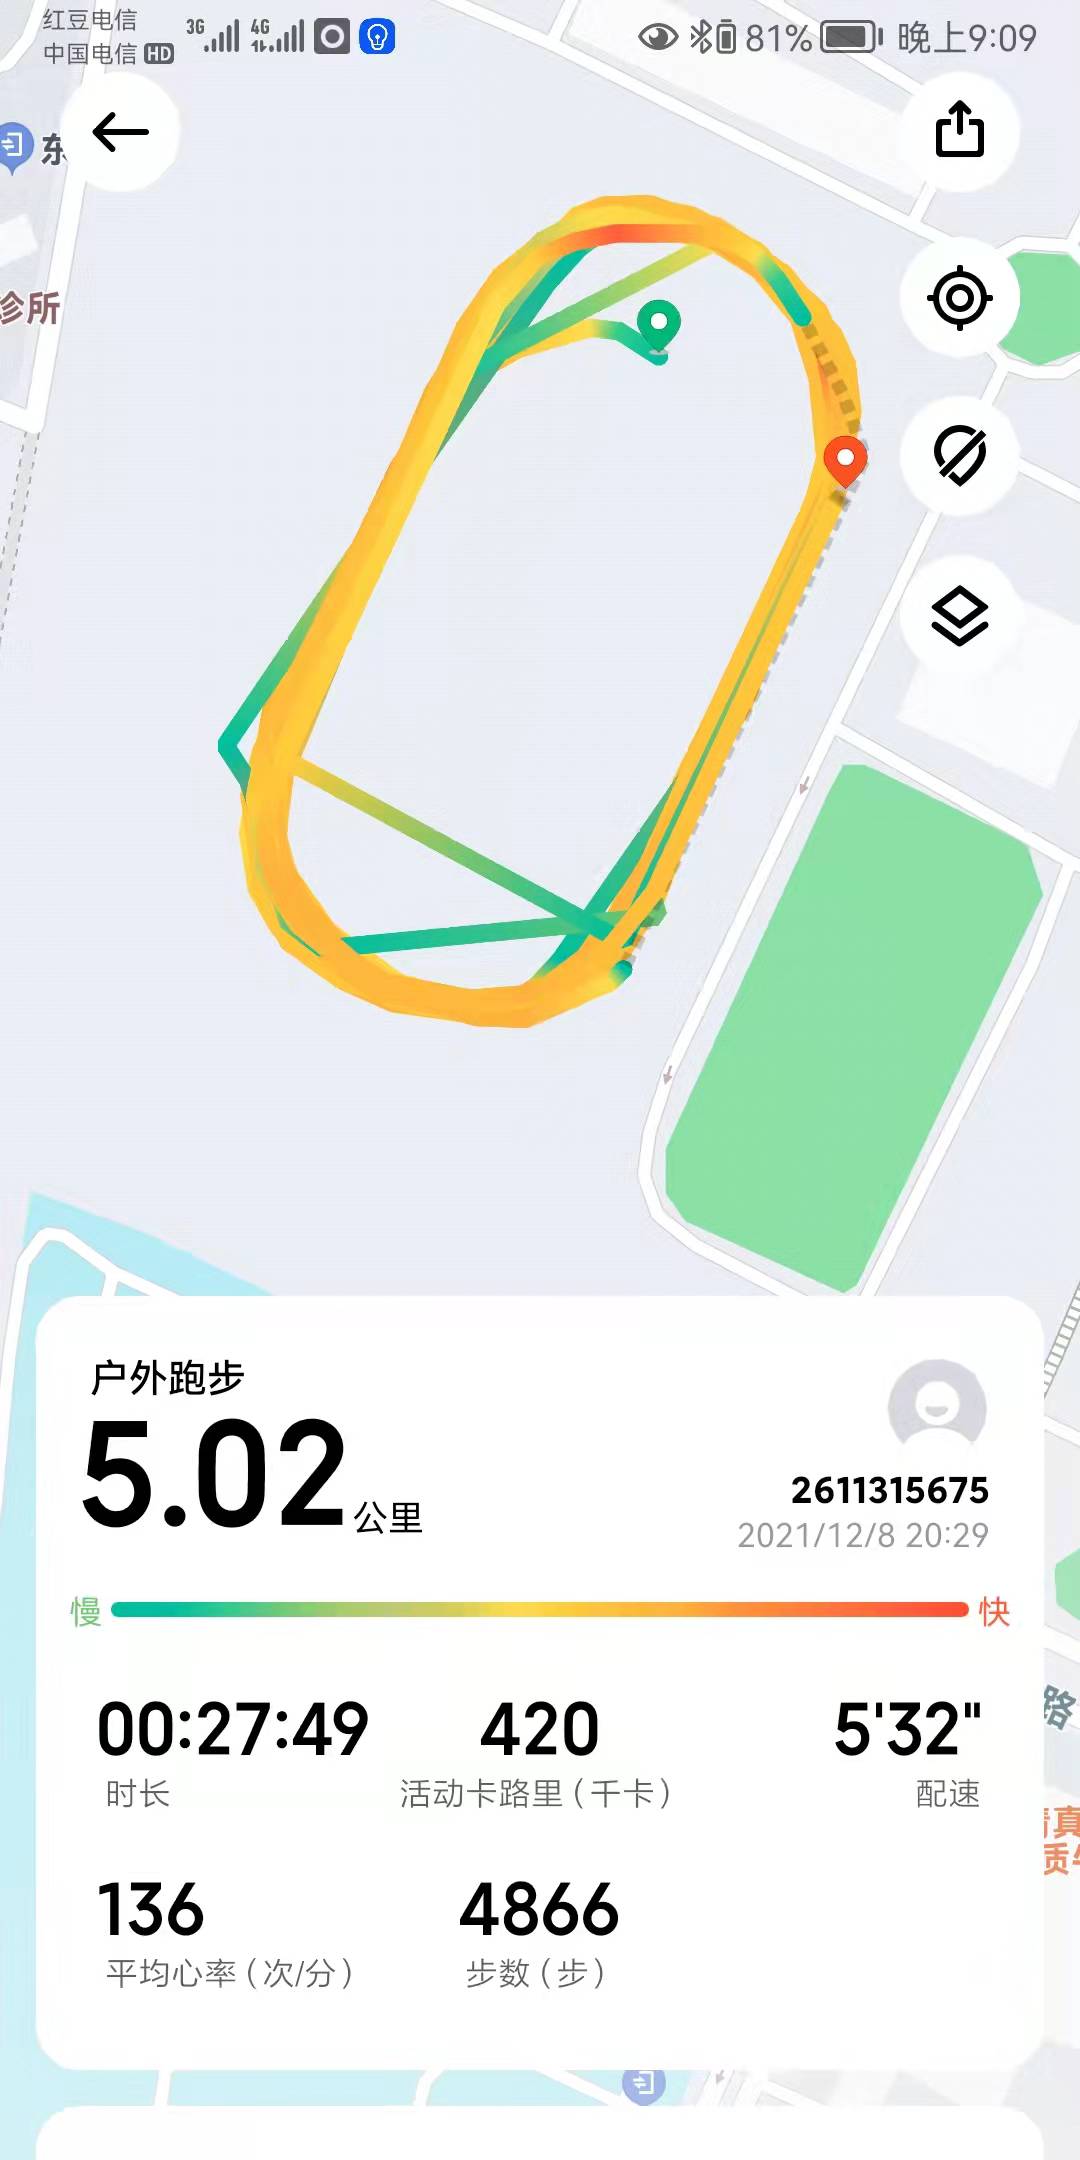 红豆电信
中国电信 HD
3G 4G
81% 晚上9:09
东
诊所
户外跑步
5.02公里
2611315675
2021/12/8 20:29
慢
快
00:27:49
420
5'32"
时长
活动卡路里（千卡）
配速
136
4866
平均心率（次/分）
步数（步）
路
真
质